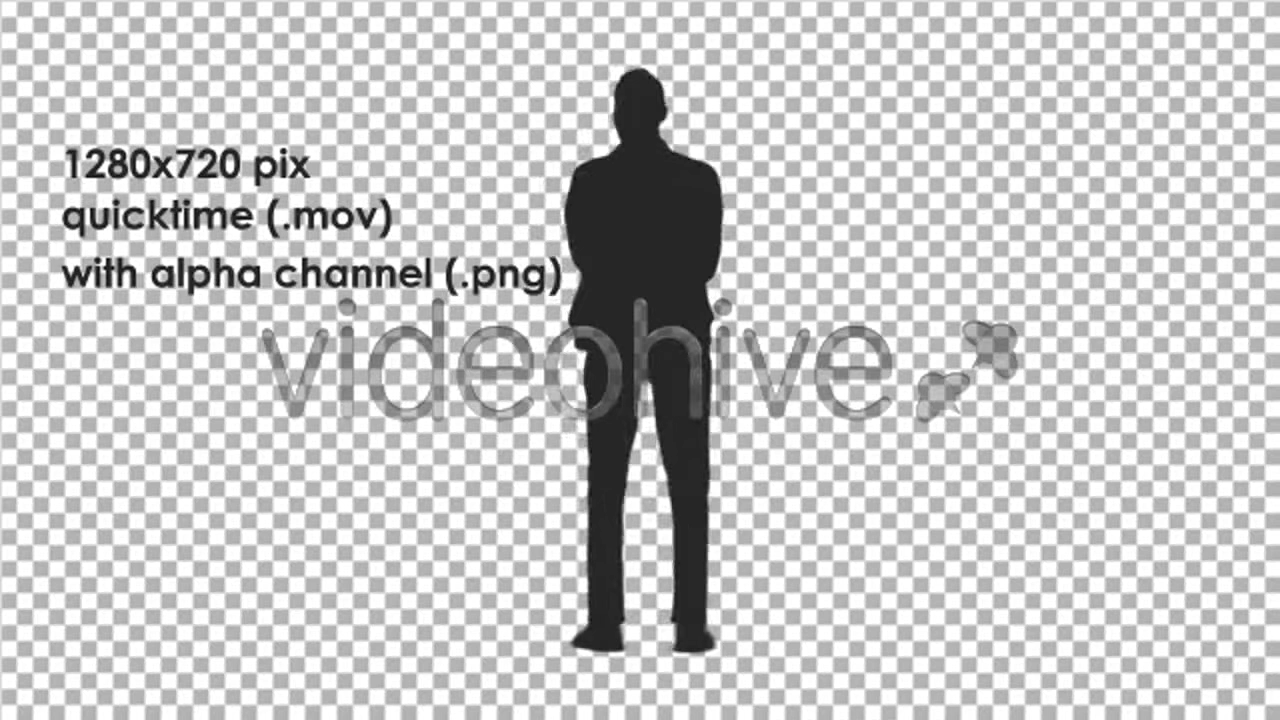 1280x720 pix
quicktime (.mov)
with alpha channel (.png)
videohive